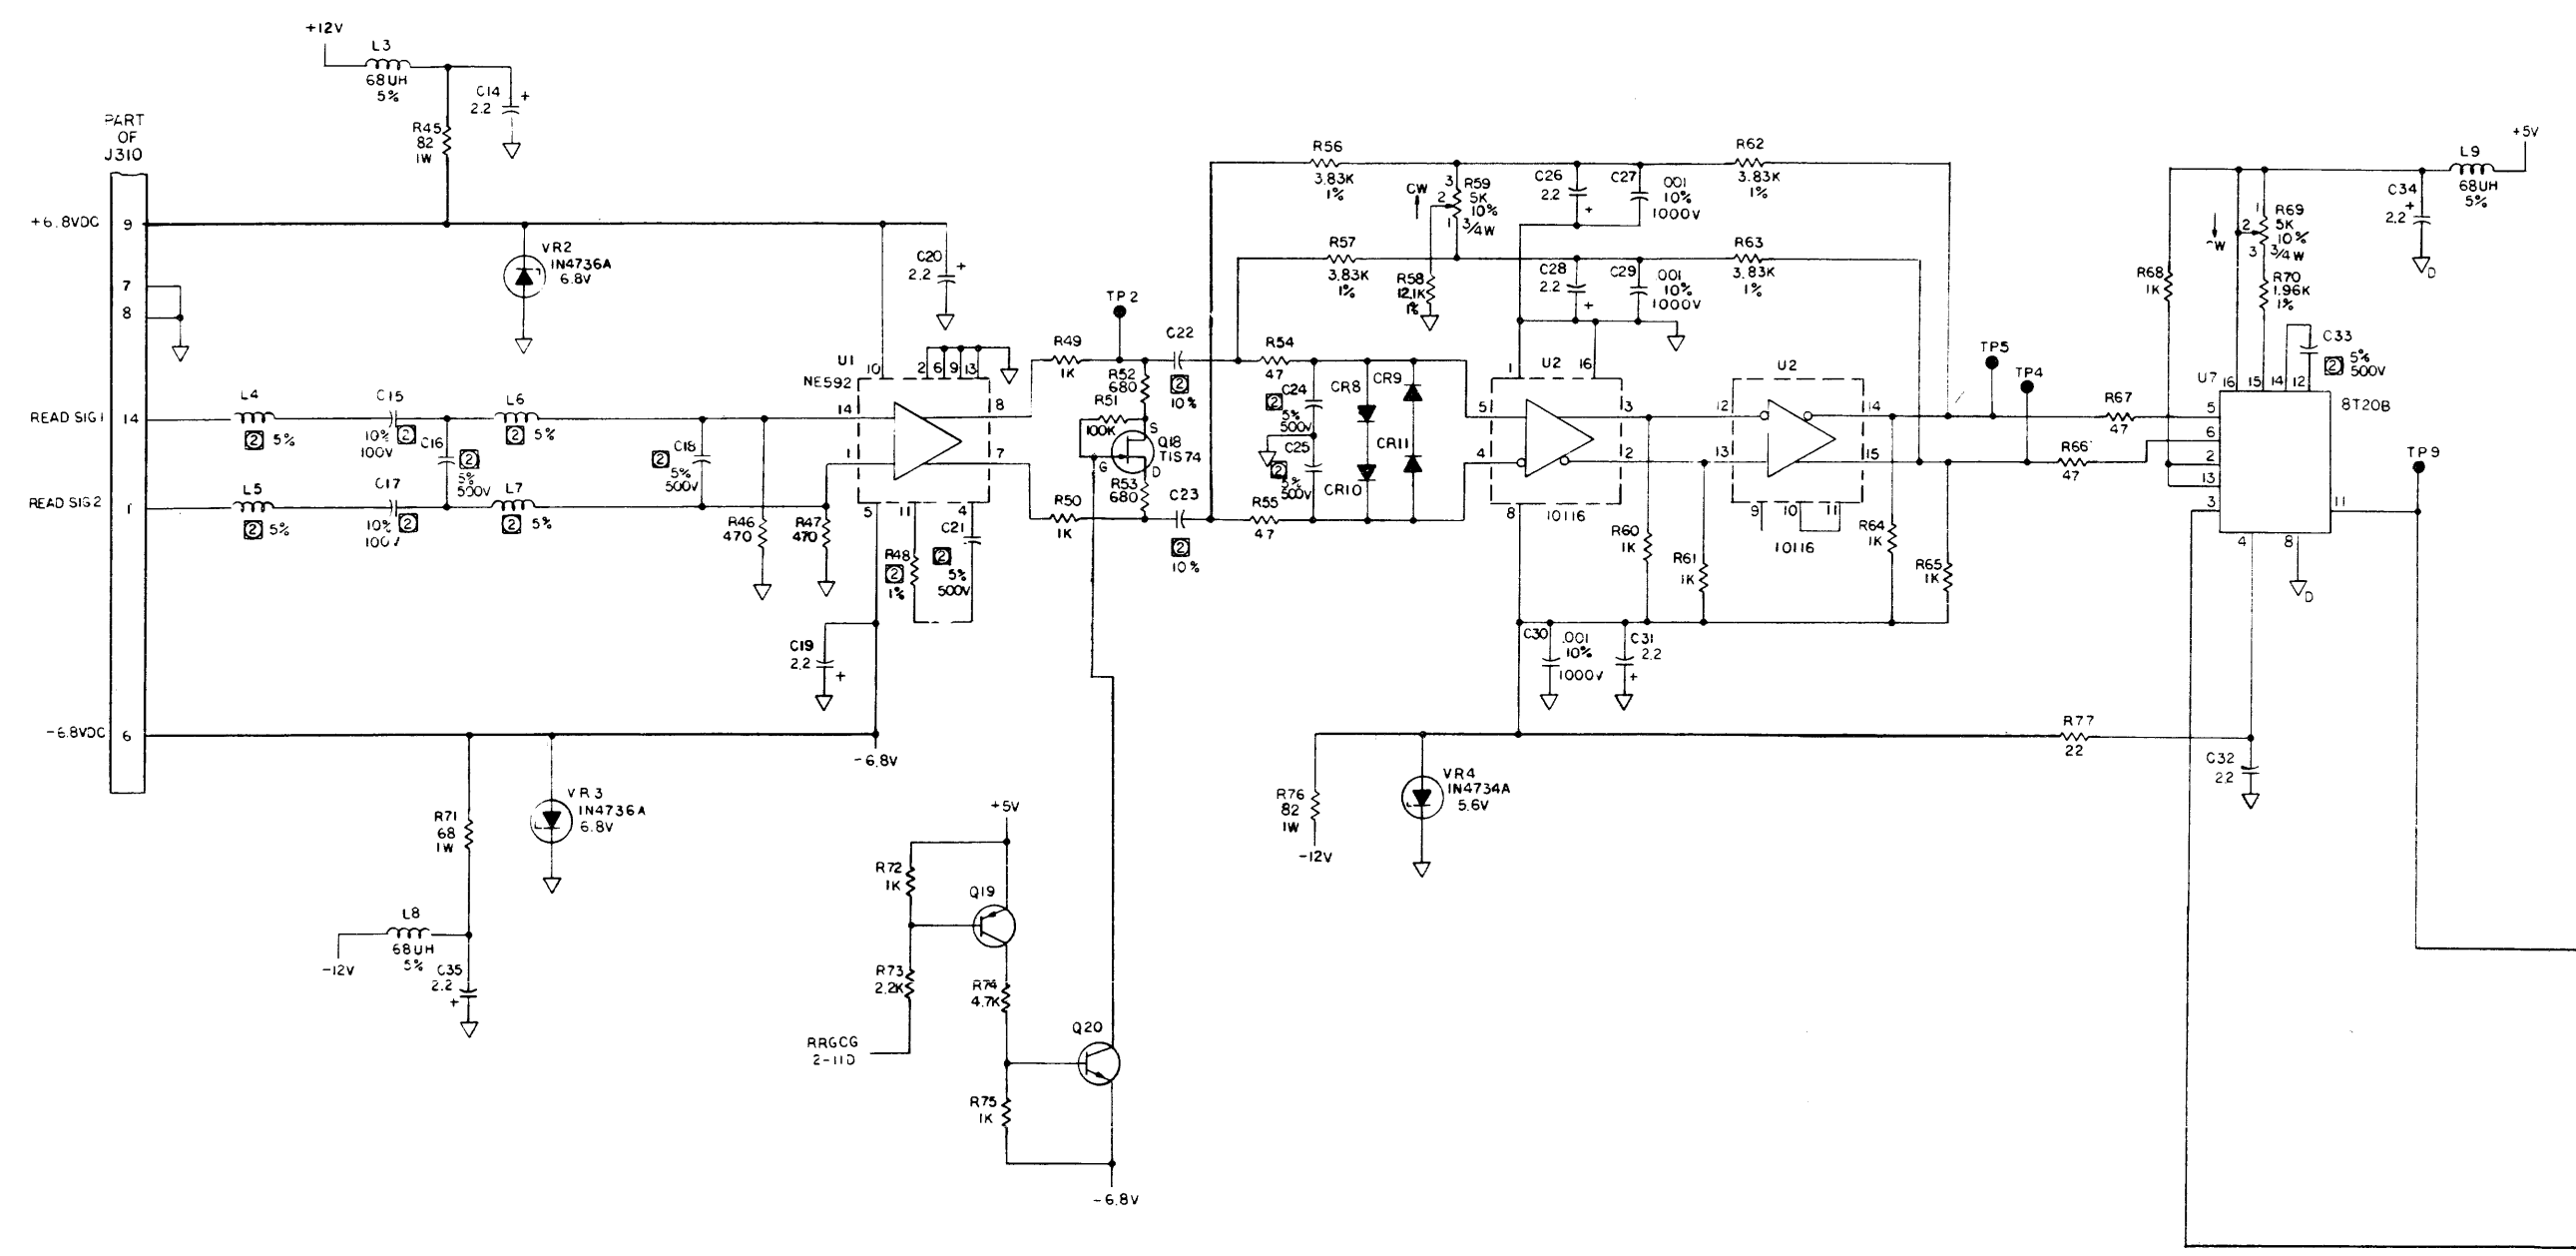 +12V
L3
68UH
5%
C14
2.2
+
R45
82
1W
PART
OF
J310
+6.8VDC
9
7
8
READ SIG1
14
READ SIG2
1
-6.8VDC
6
VR2
1N4736A
6.8V
C20
2.2
+
L4
2 5%
C15
10% 2
100V
C16
2
5%
500V
L6
2 5%
C18
2
5%
500V
L5
2 5%
C17
10% 2
100V
L7
2 5%
R46
470
R47
470
U1
NE592
10
2
6
9
13
14
1
8
7
5
11
4
R48
2
1%
C21
2
5%
500V
C19
2.2
+
-6.8V
R71
68
1W
VR3
1N4736A
6.8V
L8
68UH
5%
-12V
C35
2.2
+
R49
1K
TP2
R52
680
R51
100K
S
Q18
TIS74
G
D
R53
680
R50
1K
C22
2
10%
C23
2
10%
+5V
R72
1K
Q19
R73
2.2K
RRGCG
2-11D
R74
4.7K
Q20
R75
1K
-6.8V
R56
3.83K
1%
R57
3.83K
1%
CW
3
2
1
R59
5K
10%
3/4W
R58
12.1K
1%
C26
2.2
+
C27
.001
10%
1000V
C28
2.2
+
C29
.001
10%
1000V
R62
3.83K
1%
R63
3.83K
1%
R54
47
C24
2
5%
500V
C25
2
5%
500V
R55
47
CR8
CR9
CR10
CR11
U2
1
16
5
4
3
2
8
10116
U2
12
13
14
15
9
10
11
10116
R60
1K
R61
1K
R64
1K
R65
1K
C30
.001
10%
1000V
C31
2.2
+
R76
82
1W
-12V
VR4
1N4734A
5.6V
R77
22
C32
2.2
TP5
TP4
R67
47
R66
47
R68
1K
1
2
3
R69
5K
10%
3/4W
R70
1.96K
1%
C34
2.2
+
D
L9
68UH
5%
+5V
C33
2 5%
500V
U7
16
15
14
12
8T20B
5
6
2
13
3
4
8
11
D
TP9